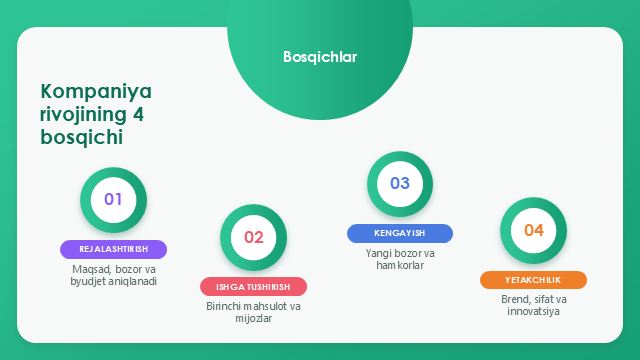 Bosqichlar
Kompaniya
rivojining 4
bosqichi
01
REJALASHTIRISH
Maqsad, bozor va
byudjet aniqlanadi
02
ISHGA TUSHIRISH
Birinchi mahsulot va
mijozlar
03
KENGAYISH
Yangi bozor va
hamkorlar
04
YETAKCHILIK
Brend, sifat va
innovatsiya